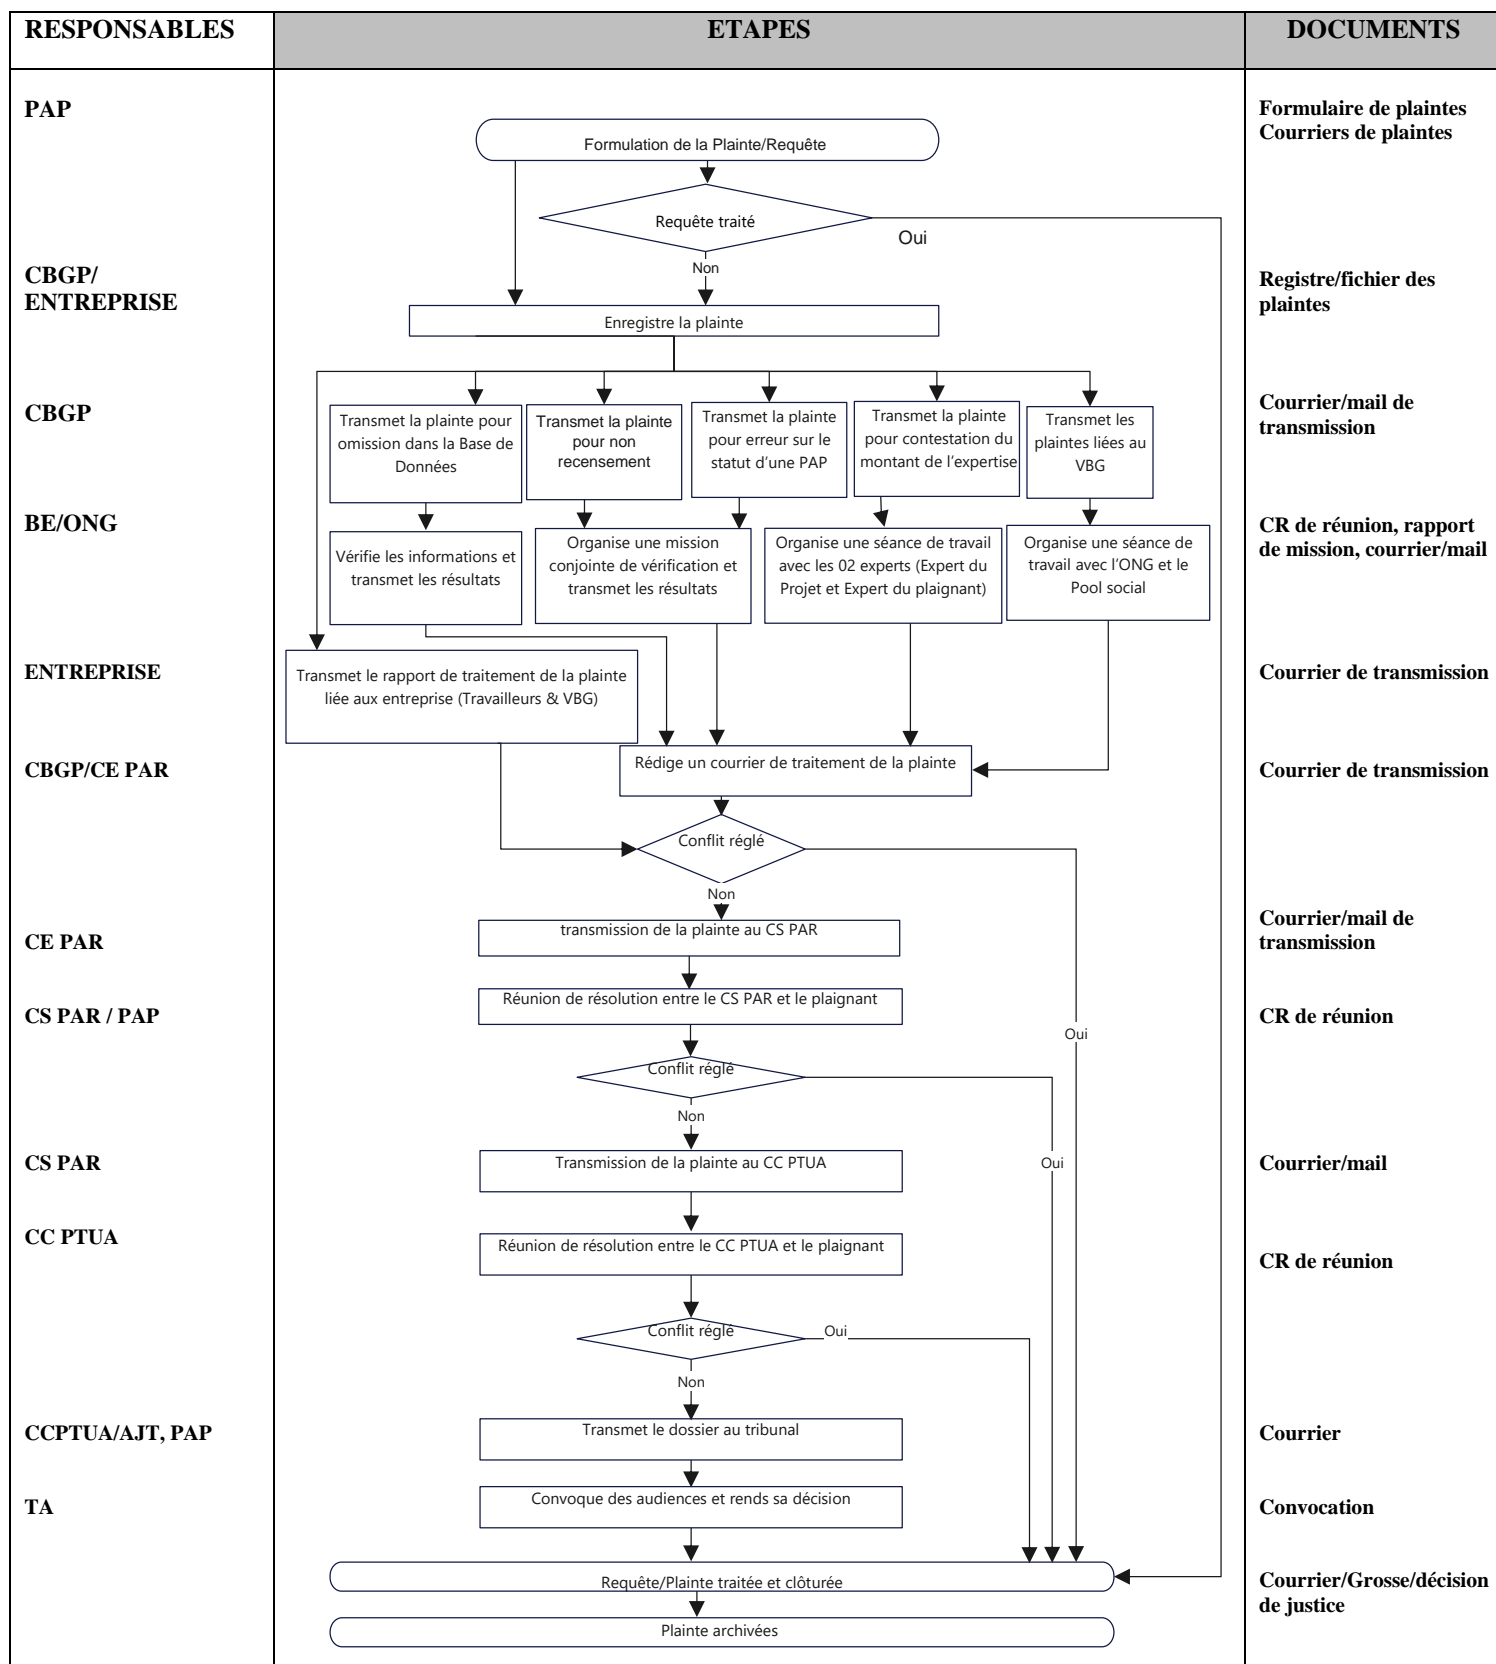 RESPONSABLES
ETAPES
DOCUMENTS
PAP
Formulaire de plaintes
Courriers de plaintes
Formulation de la Plainte/Requête
Requête traité
Oui
Non
CBGP/
ENTREPRISE
Registre/fichier des
plaintes
Enregistre la plainte
CBGP
Transmet la plainte pour
omission dans la Base de
Données
Transmet la plainte
pour non
recensement
Transmet la plainte
pour erreur sur le
statut d'une PAP
Transmet la plainte
pour contestation du
montant de l'expertise
Transmet les
plaintes liées au
VBG
Courrier/mail de
transmission
BE/ONG
Vérifie les informations et
transmet les résultats
Organise une mission
conjointe de vérification et
transmet les résultats
Organise une séance de travail
avec les 02 experts (Expert du
Projet et Expert du plaignant)
Organise une séance de
travail avec l'ONG et le
Pool social
CR de réunion, rapport
de mission, courrier/mail
ENTREPRISE
Transmet le rapport de traitement de la plainte
liée aux entreprise (Travailleurs & VBG)
Courrier de transmission
CBGP/CE PAR
Rédige un courrier de traitement de la plainte
Courrier de transmission
Conflit réglé
Non
CE PAR
transmission de la plainte au CS PAR
Courrier/mail de
transmission
CS PAR / PAP
Réunion de résolution entre le CS PAR et le plaignant
CR de réunion
Oui
Conflit réglé
Non
CS PAR
Transmission de la plainte au CC PTUA
Oui
Courrier/mail
CC PTUA
Réunion de résolution entre le CC PTUA et le plaignant
CR de réunion
Conflit réglé
Oui
Non
CCPTUA/AJT, PAP
Transmet le dossier au tribunal
Courrier
TA
Convoque des audiences et rends sa décision
Convocation
Requête/Plainte traitée et clôturée
Courrier/Grosse/décision
de justice
Plainte archivées